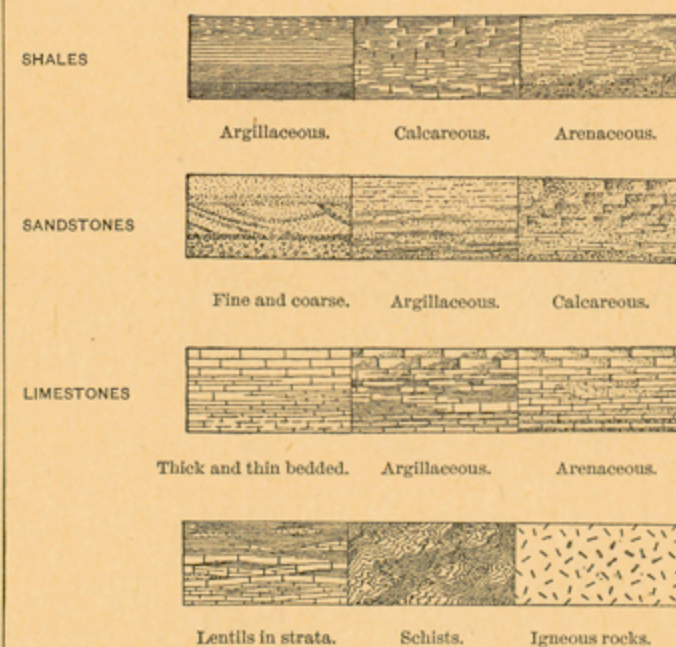 SHALES
Argillaceous. Calcareous. Arenaceous.
SANDSTONES
Fine and coarse. Argillaceous. Calcareous.
LIMESTONES
Thick and thin bedded. Argillaceous. Arenaceous.
Lentils in strata. Schists. Igneous rocks.